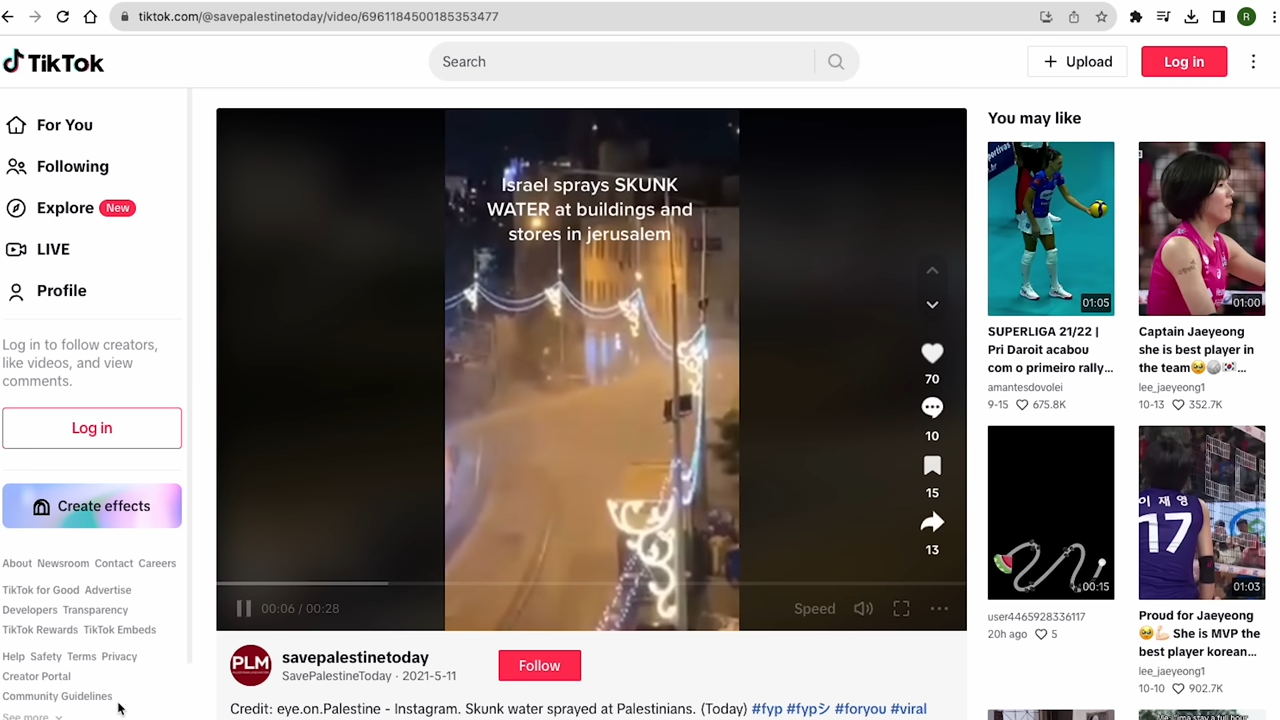 tiktok.com/@savepalestinetoday/video/6961184500185353477
R
TikTok
Search
Upload
Log in
For You
Following
Explore New
LIVE
Profile
Log in to follow creators,
like videos, and view
comments.
Log in
Create effects
About Newsroom Contact Careers
TikTok for Good Advertise
Developers Transparency
TikTok Rewards TikTok Embeds
Help Safety Terms Privacy
Creator Portal
Community Guidelines
See more
Israel sprays SKUNK
WATER at buildings and
stores in jerusalem
70
10
15
13
00:06 / 00:28
Speed
PLM
savepalestinetoday
SavePalestineToday · 2021-5-11
Follow
Credit: eye.on.Palestine - Instagram. Skunk water sprayed at Palestinians. (Today) #fyp #fypシ #foryou #viral
You may like
01:05
SUPERLIGA 21/22 |
Pri Daroit acabou
com o primeiro rally...
amantesdovolei
9-15 675.8K
01:00
Captain Jaeyeong
she is best player in
the team🥺🏐🇰🇷...
lee_jaeyeong1
10-13 352.7K
00:15
user4465928336117
20h ago 5
이재영
17
01:03
Proud for Jaeyeong
🥺💪🏻 She is MVP the
best player korean...
lee_jaeyeong1
10-10 902.7K